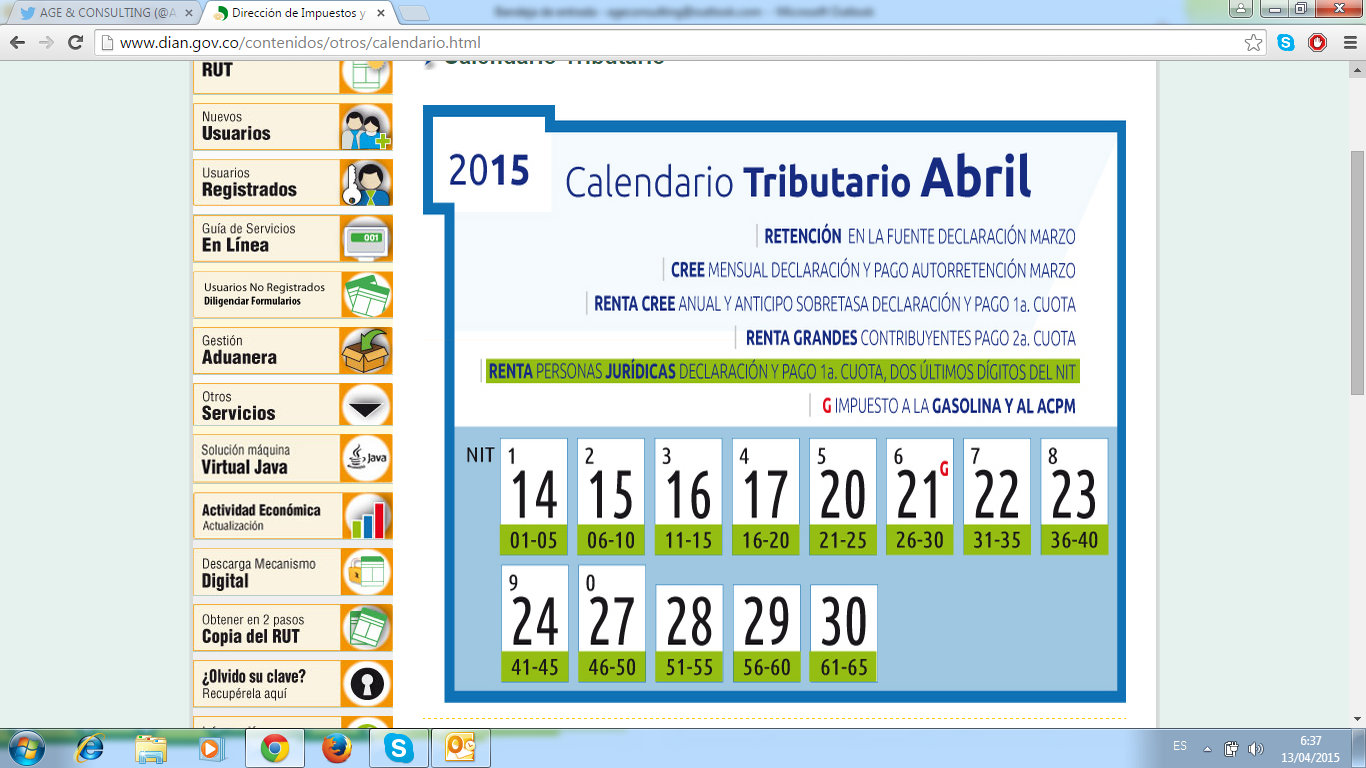 AGE & CONSULTING (@A
Dirección de Impuestos y
Bandeja de entrada - ageconsulting@outlook.com - Microsoft Outlook
www.dian.gov.co/contenidos/otros/calendario.html
RUT
Nuevos
Usuarios
Usuarios
Registrados
Guía de Servicios
En Línea
001
Usuarios No Registrados
Diligenciar Formularios
Gestión
Aduanera
Otros
Servicios
Solución máquina
Virtual Java
Java
Actividad Económica
Actualización
Descarga Mecanismo
Digital
Obtener en 2 pasos
Copia del RUT
¿Olvido su clave?
Recupérela aquí
Calendario Tributario
2015
Calendario Tributario Abril
RETENCIÓN EN LA FUENTE DECLARACIÓN MARZO
CREE MENSUAL DECLARACIÓN Y PAGO AUTORRETENCIÓN MARZO
RENTA CREE ANUAL Y ANTICIPO SOBRETASA DECLARACIÓN Y PAGO 1a. CUOTA
RENTA GRANDES CONTRIBUYENTES PAGO 2a. CUOTA
RENTA PERSONAS JURÍDICAS DECLARACIÓN Y PAGO 1a. CUOTA, DOS ÚLTIMOS DÍGITOS DEL NIT
G IMPUESTO A LA GASOLINA Y AL ACPM
NIT 1 2 3 4 5 6 7 8
14 15 16 17 20 21 G 22 23
01-05 06-10 11-15 16-20 21-25 26-30 31-35 36-40
9 0
24 27 28 29 30
41-45 46-50 51-55 56-60 61-65
ES
6:37
13/04/2015